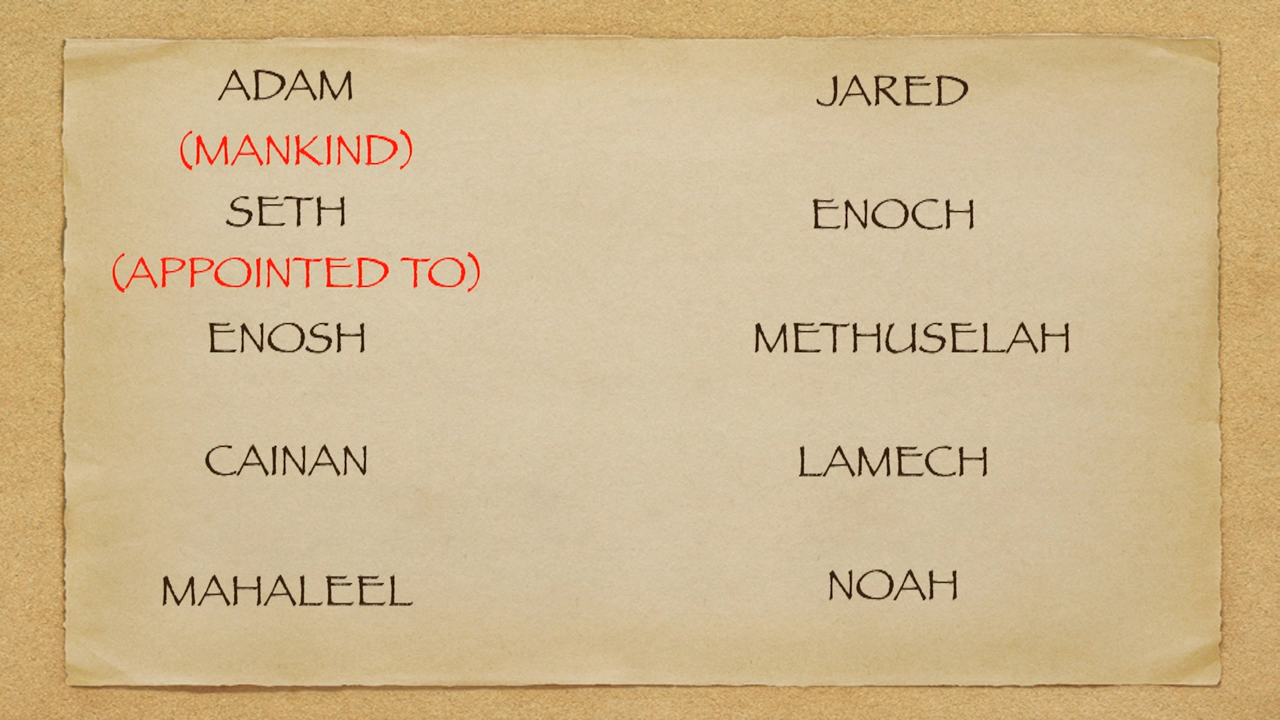 ADAM
(MANKIND)
SETH
(APPOINTED TO)
ENOSH
CAINAN
MAHALEEL
JARED
ENOCH
METHUSELAH
LAMECH
NOAH